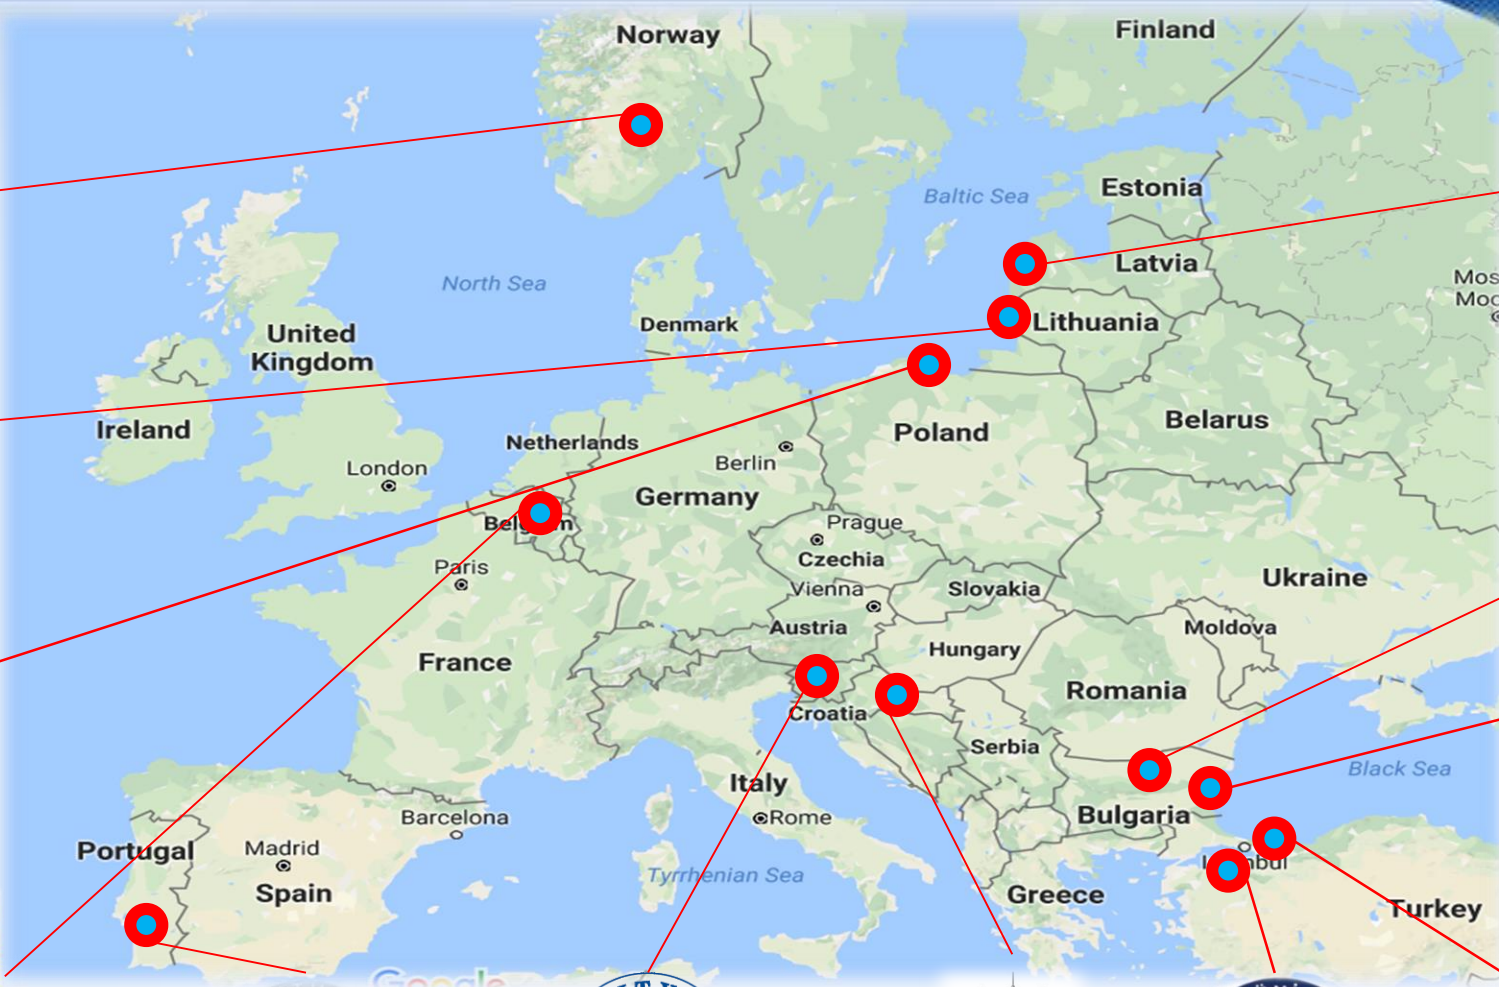 Norway
Finland
Estonia
Baltic Sea
Latvia
North Sea
Mos
Denmark
Lithuania
United
Kingdom
Ireland
Belarus
Netherlands
Poland
London
Berlin
Germany
Prague
Paris
Czechia
Vienna
Slovakia
Ukraine
Austria
Moldova
Hungary
France
Romania
Croatia
Serbia
Italy
Black Sea
Barcelona
Rome
Bulgaria
Portugal
Madrid
Tyrrhenian Sea
Spain
Greece
Turkey
Google